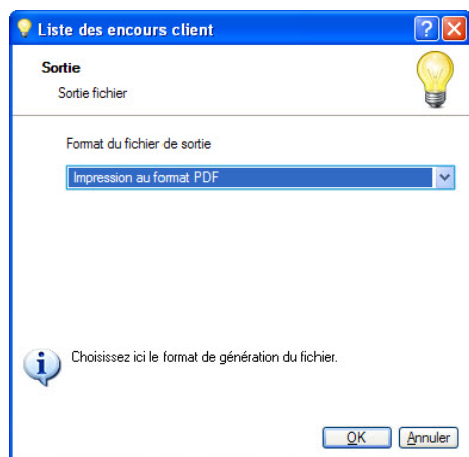 Liste des encours client
Sortie
Sortie fichier
Format du fichier de sortie
Impression au format PDF
Choisissez ici le format de génération du fichier.
OK Annuler